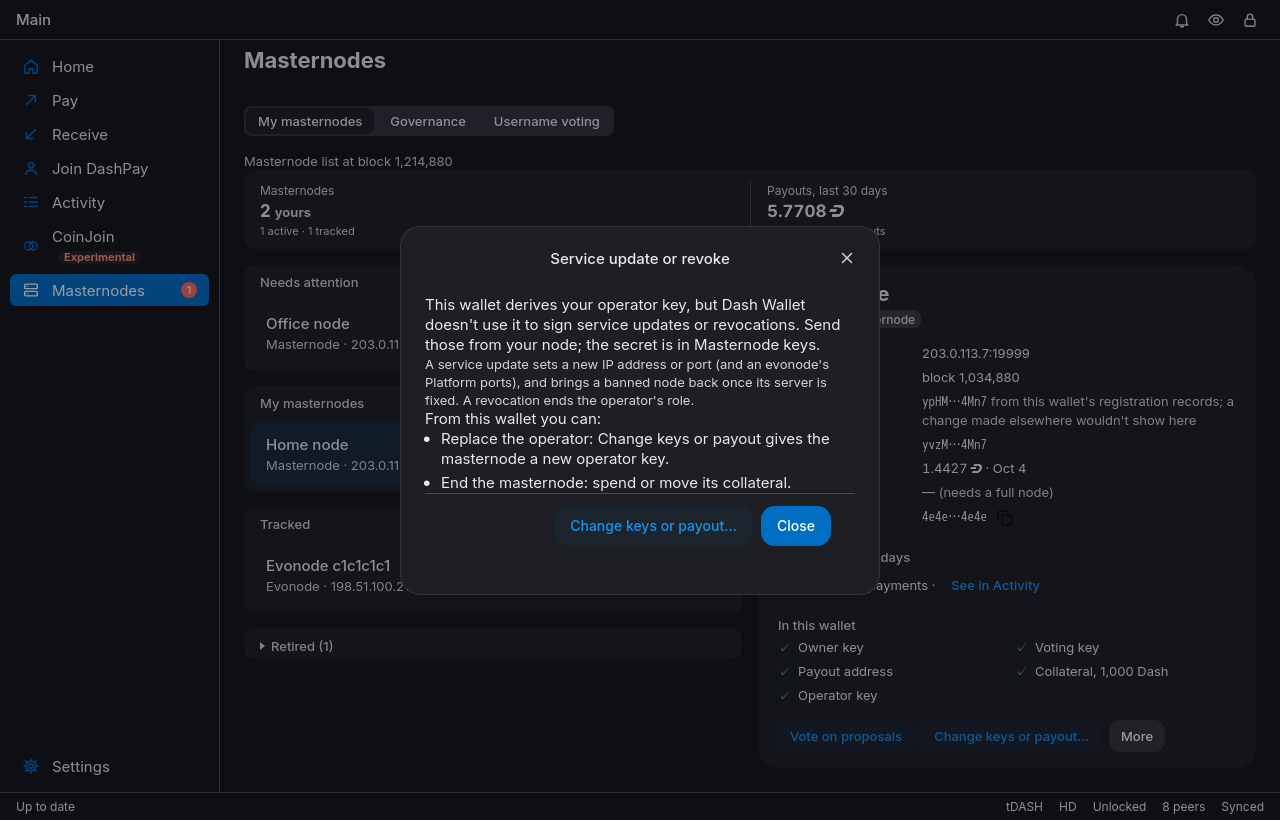 Main
Home
Pay
Receive
Join DashPay
Activity
CoinJoin
Experimental
Masternodes 1
Settings
Masternodes
My masternodes Governance Username voting
Masternode list at block 1,214,880
Masternodes
2 yours
1 active · 1 tracked
Payouts, last 30 days
5.7708
Needs attention
Office node
Masternode · 203.0.11
My masternodes
Home node
Masternode · 203.0.11
Tracked
Evonode c1c1c1c1
Evonode · 198.51.100.2
Retired (1)
Service update or revoke
This wallet derives your operator key, but Dash Wallet
doesn't use it to sign service updates or revocations. Send
those from your node; the secret is in Masternode keys.
A service update sets a new IP address or port (and an evonode's
Platform ports), and brings a banned node back once its server is
fixed. A revocation ends the operator's role.
From this wallet you can:
• Replace the operator: Change keys or payout gives the
masternode a new operator key.
• End the masternode: spend or move its collateral.
Change keys or payout...
Close
203.0.113.7:19999
block 1,034,880
ypHM···4Mn7 from this wallet's registration records; a
change made elsewhere wouldn't show here
yvzM···4Mn7
1.4427 · Oct 4
— (needs a full node)
4e4e···4e4e
days
ayments · See in Activity
In this wallet
✓ Owner key
✓ Voting key
✓ Payout address
✓ Collateral, 1,000 Dash
✓ Operator key
Vote on proposals
Change keys or payout...
More
Up to date
tDASH HD Unlocked 8 peers Synced